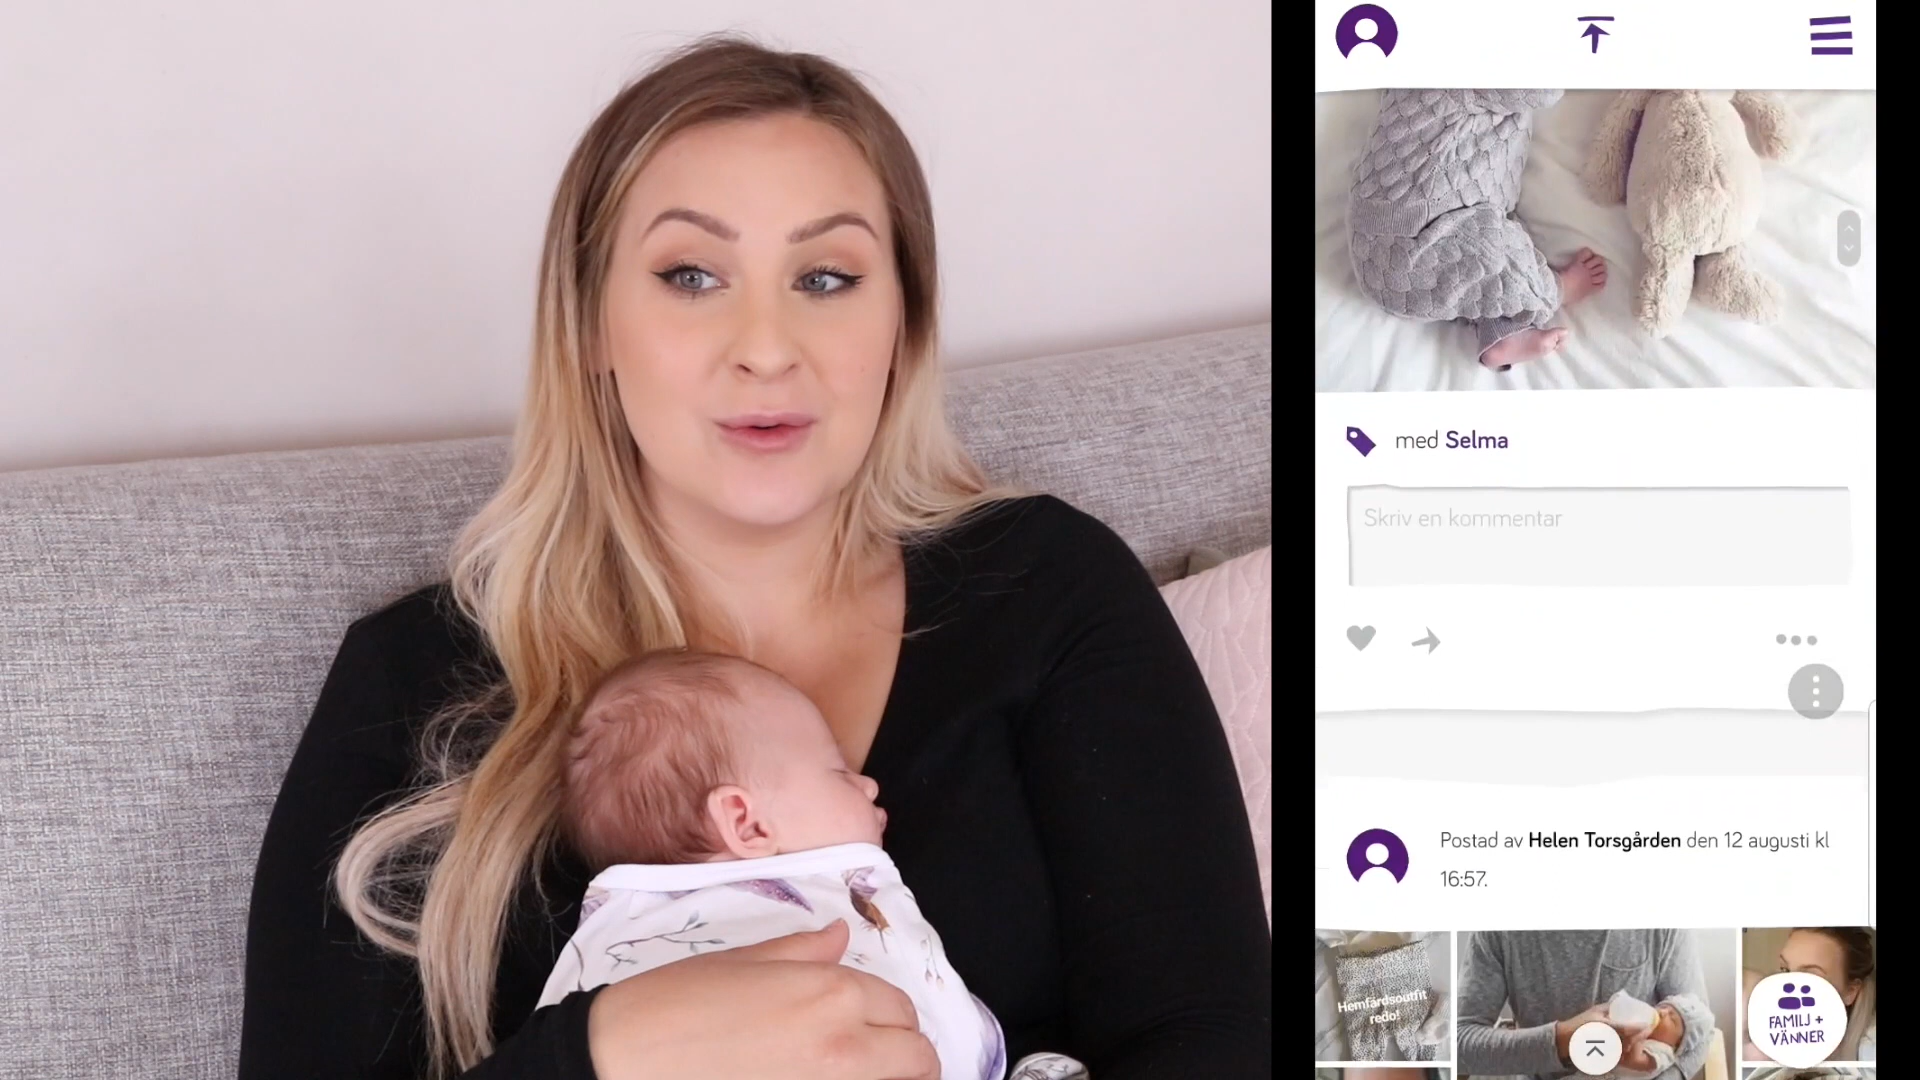 med Selma
Skriv en kommentar
Postad av Helen Torsgården den 12 augusti kl
16:57.
Hemfärdsoutfit
redo!
FAMILJ +
VÄNNER